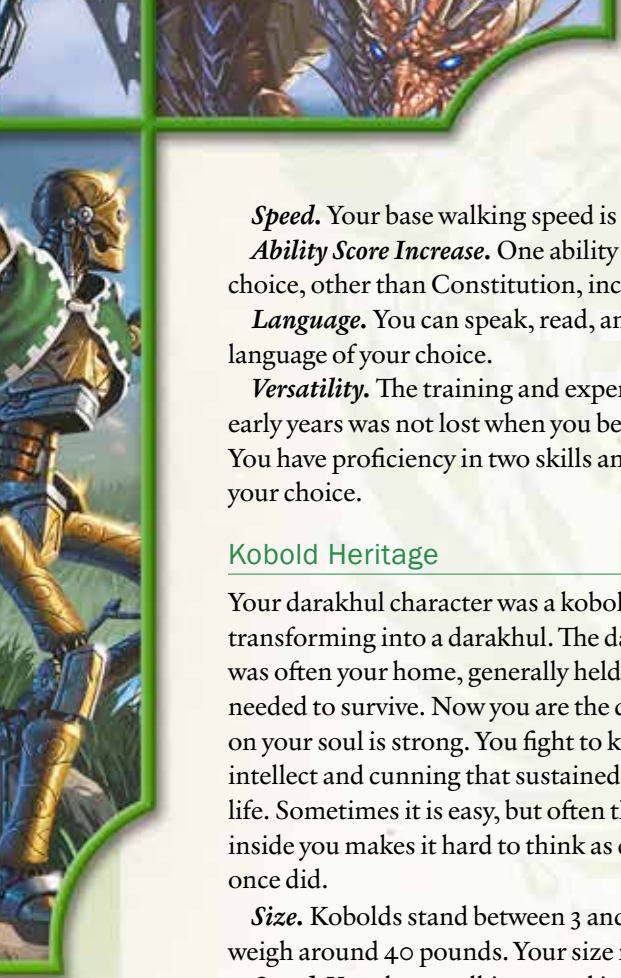 Speed. Your base walking speed is
Ability Score Increase. One ability
choice, other than Constitution, inc
Language. You can speak, read, an
language of your choice.
Versatility. The training and exper
early years was not lost when you be
You have proficiency in two skills an
your choice.
Kobold Heritage
Your darakhul character was a kobol
transforming into a darakhul. The da
was often your home, generally held
needed to survive. Now you are the d
on your soul is strong. You fight to k
intellect and cunning that sustained
life. Sometimes it is easy, but often th
inside you makes it hard to think as
once did.
Size. Kobolds stand between 3 and
weigh around 40 pounds. Your size